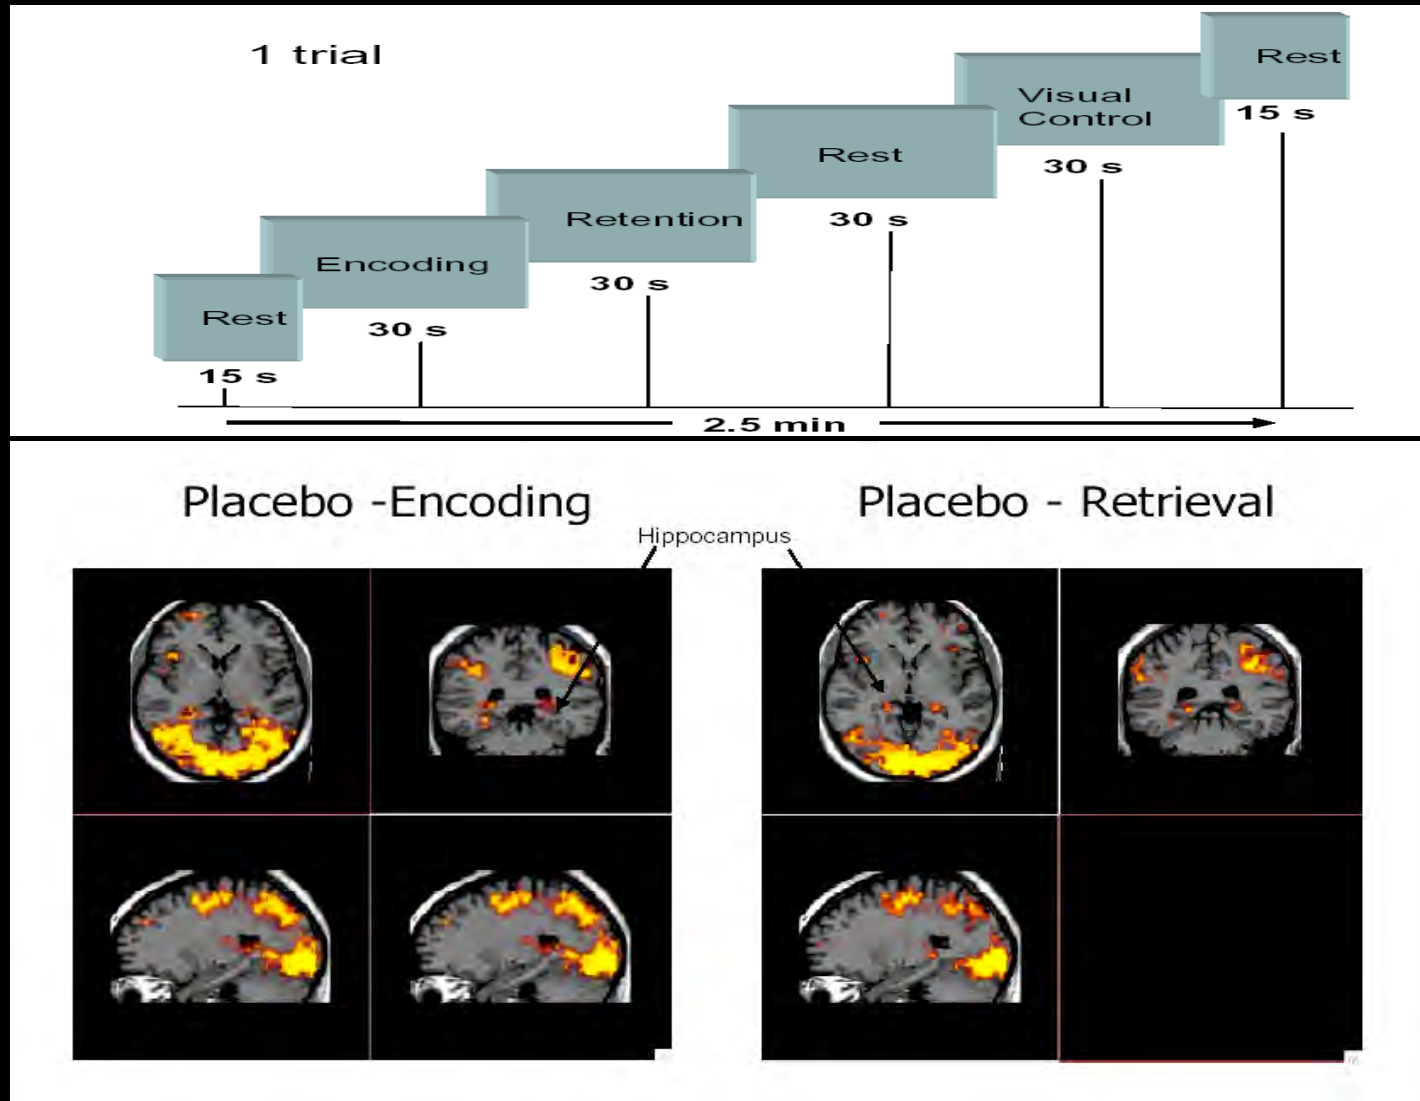 1 trial
Rest
15 s
Encoding
30 s
Retention
30 s
Rest
30 s
Visual
Control
30 s
Rest
15 s
2.5 min
Placebo -Encoding
Placebo - Retrieval
Hippocampus